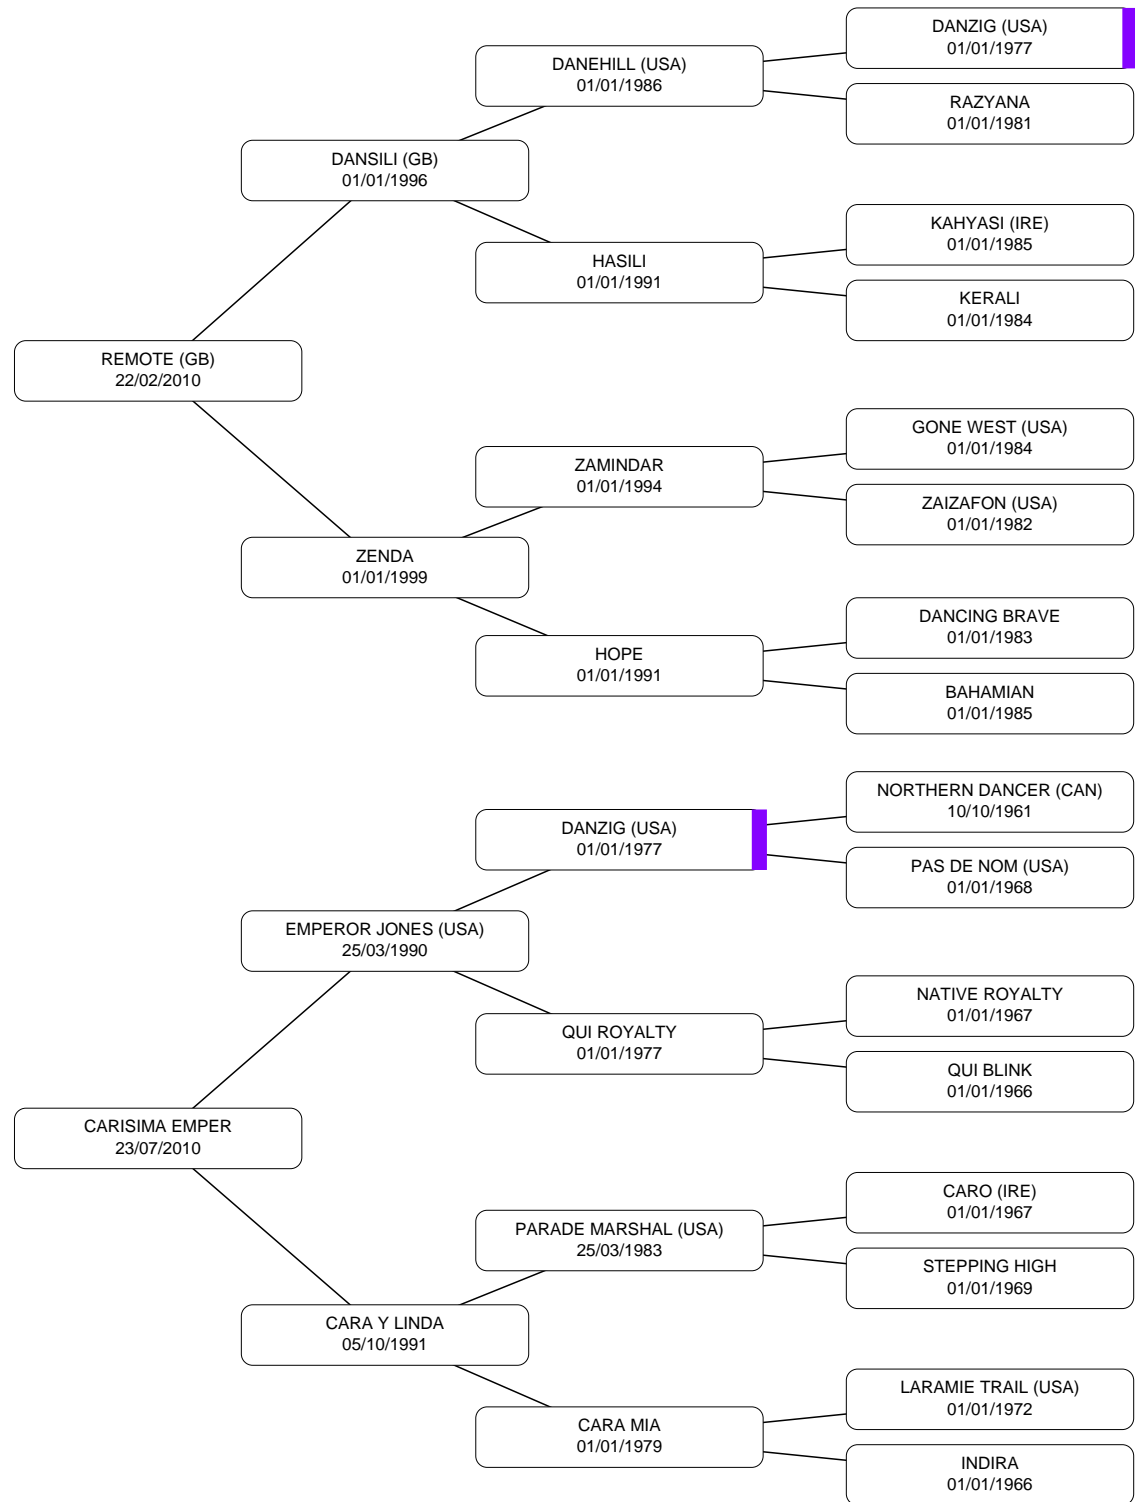 DANZIG (USA)
01/01/1977
DANEHILL (USA)
01/01/1986
RAZYANA
01/01/1981
DANSILI (GB)
01/01/1996
KAHYASI (IRE)
01/01/1985
HASILI
01/01/1991
KERALI
01/01/1984
REMOTE (GB)
22/02/2010
GONE WEST (USA)
01/01/1984
ZAMINDAR
01/01/1994
ZAIZAFON (USA)
01/01/1982
ZENDA
01/01/1999
DANCING BRAVE
01/01/1983
HOPE
01/01/1991
BAHAMIAN
01/01/1985
NORTHERN DANCER (CAN)
10/10/1961
DANZIG (USA)
01/01/1977
PAS DE NOM (USA)
01/01/1968
EMPEROR JONES (USA)
25/03/1990
NATIVE ROYALTY
01/01/1967
QUI ROYALTY
01/01/1977
QUI BLINK
01/01/1966
CARISIMA EMPER
23/07/2010
CARO (IRE)
01/01/1967
PARADE MARSHAL (USA)
25/03/1983
STEPPING HIGH
01/01/1969
CARA Y LINDA
05/10/1991
LARAMIE TRAIL (USA)
01/01/1972
CARA MIA
01/01/1979
INDIRA
01/01/1966